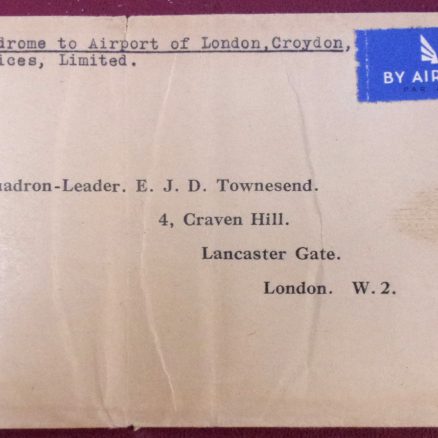 drome to Airport of London,Croydon,
ices, Limited.
BY AIR
PAR
uadron-Leader. E. J. D. Townesend.
4, Craven Hill.
Lancaster Gate.
London. W. 2.